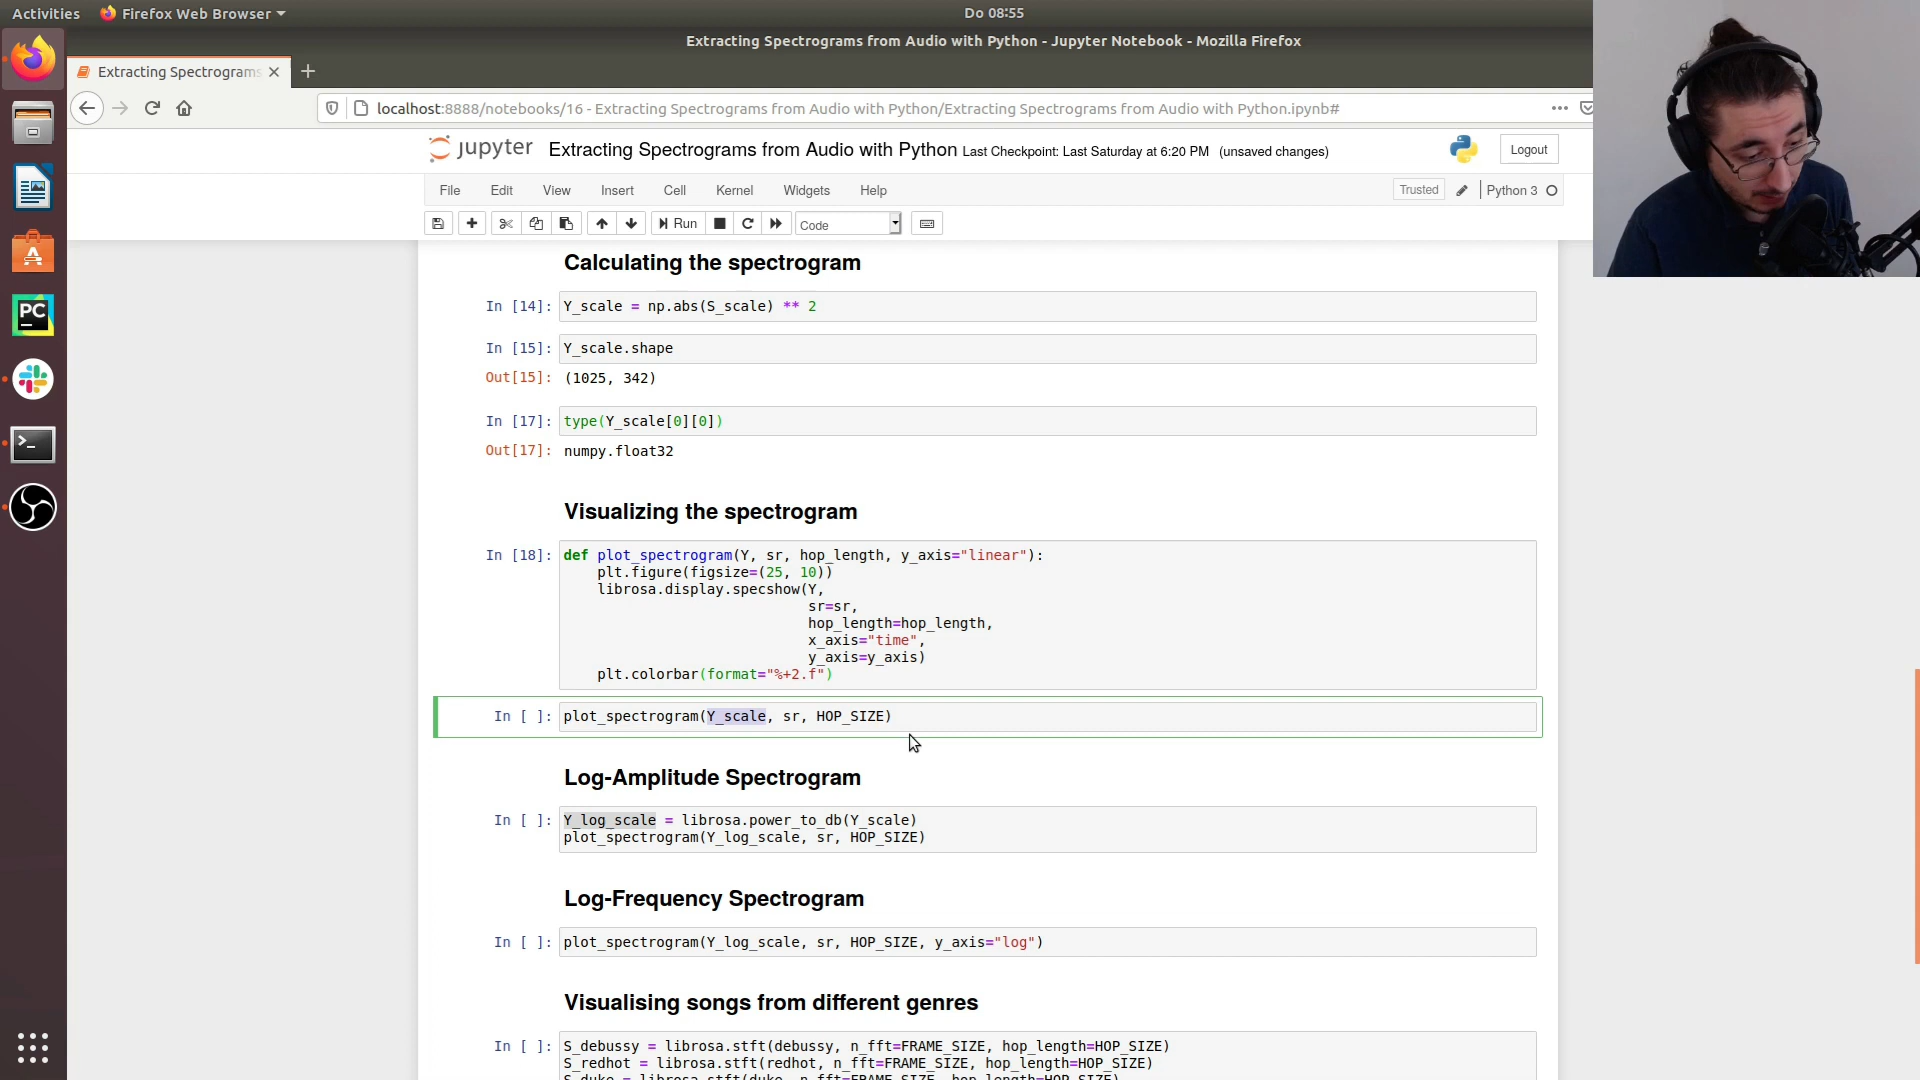 Activities
Firefox Web Browser
Do 08:55
Extracting Spectrograms from Audio with Python - Jupyter Notebook - Mozilla Firefox
Extracting Spectrograms
localhost:8888/notebooks/16 - Extracting Spectrograms from Audio with Python/Extracting Spectrograms from Audio with Python.ipynb#
jupyter Extracting Spectrograms from Audio with Python Last Checkpoint: Last Saturday at 6:20 PM (unsaved changes)
Logout
File Edit View Insert Cell Kernel Widgets Help
Trusted
Python 3
Run
Code
PC
Calculating the spectrogram
In [14]: Y_scale = np.abs(S_scale) ** 2
In [15]: Y_scale.shape
Out[15]: (1025, 342)
In [17]: type(Y_scale[0][0])
Out[17]: numpy.float32
Visualizing the spectrogram
In [18]: def plot_spectrogram(Y, sr, hop_length, y_axis="linear"):
plt.figure(figsize=(25, 10))
librosa.display.specshow(Y,
sr=sr,
hop_length=hop_length,
x_axis="time",
y_axis=y_axis)
plt.colorbar(format="%+2.f")
In [ ]: plot_spectrogram(Y_scale, sr, HOP_SIZE)
Log-Amplitude Spectrogram
In [ ]: Y_log_scale = librosa.power_to_db(Y_scale)
plot_spectrogram(Y_log_scale, sr, HOP_SIZE)
Log-Frequency Spectrogram
In [ ]: plot_spectrogram(Y_log_scale, sr, HOP_SIZE, y_axis="log")
Visualising songs from different genres
In [ ]: S_debussy = librosa.stft(debussy, n_fft=FRAME_SIZE, hop_length=HOP_SIZE)
S_redhot = librosa.stft(redhot, n_fft=FRAME_SIZE, hop_length=HOP_SIZE)
S_duke = librosa.stft(duke, n_fft=FRAME_SIZE, hop_length=HOP_SIZE)